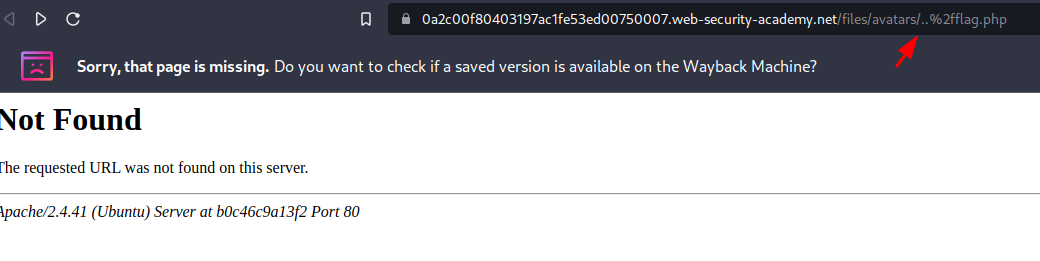 0a2c00f80403197ac1fe53ed00750007.web-security-academy.net/files/avatars/..%2fflag.php
Sorry, that page is missing. Do you want to check if a saved version is available on the Wayback Machine?
Not Found
The requested URL was not found on this server.
Apache/2.4.41 (Ubuntu) Server at b0c46c9a13f2 Port 80